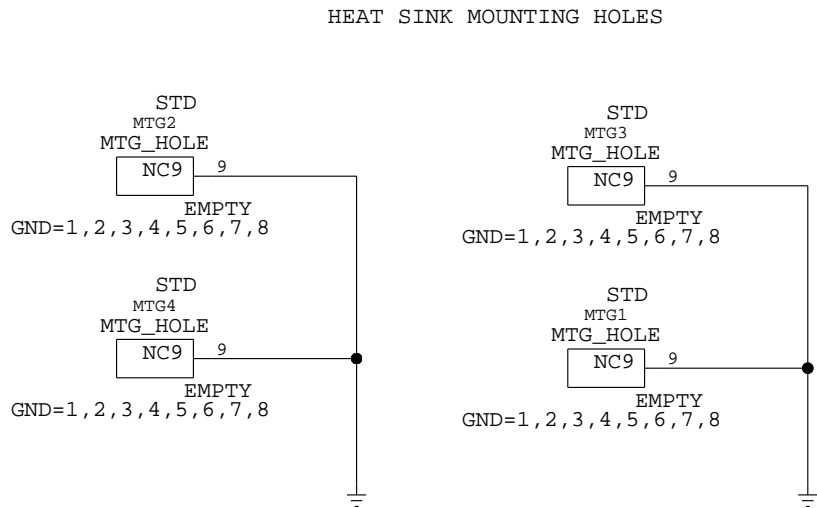 HEAT SINK MOUNTING HOLES
STD
MTG2
MTG_HOLE
NC9 9
EMPTY
GND=1,2,3,4,5,6,7,8
STD
MTG4
MTG_HOLE
NC9 9
EMPTY
GND=1,2,3,4,5,6,7,8
STD
MTG3
MTG_HOLE
NC9 9
EMPTY
GND=1,2,3,4,5,6,7,8
STD
MTG1
MTG_HOLE
NC9 9
EMPTY
GND=1,2,3,4,5,6,7,8